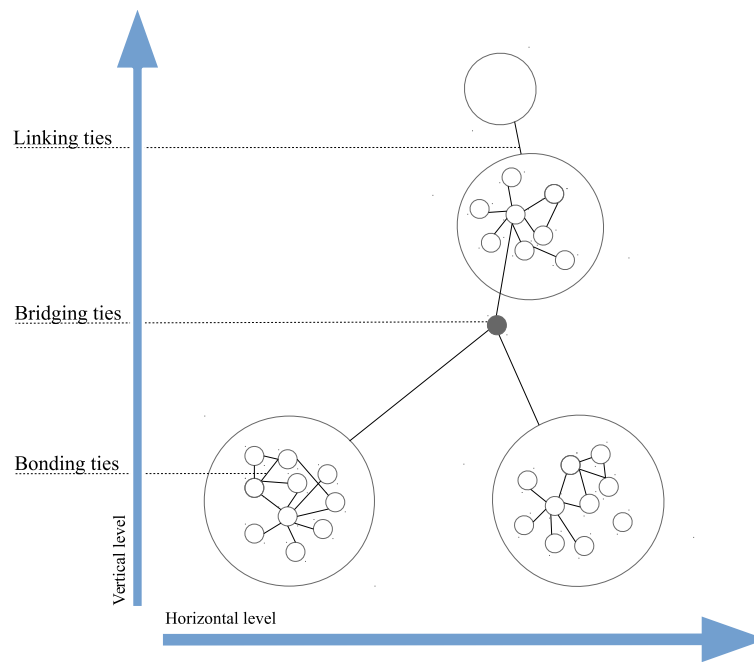 Linking ties
Bridging ties
Bonding ties
Vertical level
Horizontal level